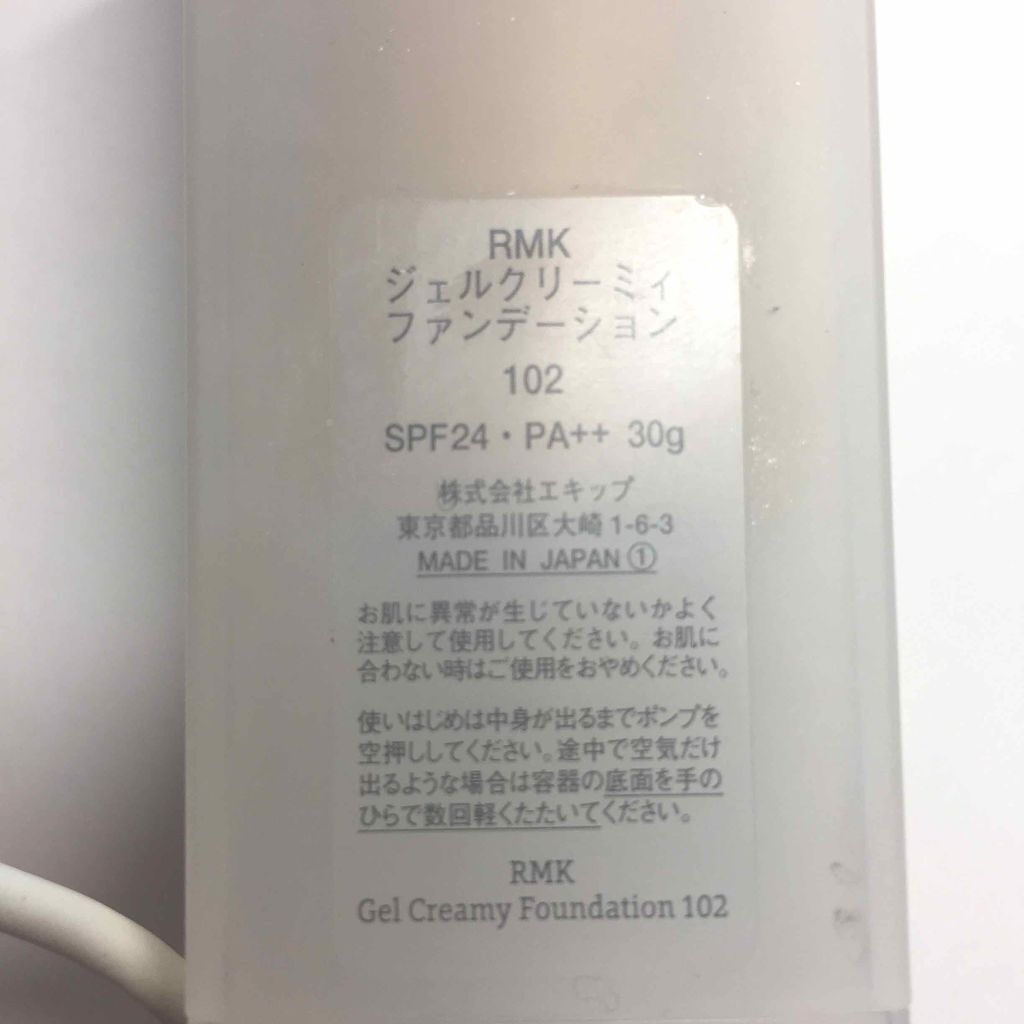 RMK
ジェルクリーミィ
ファンデーション
102
SPF24・PA++ 30g
株式会社エキップ
東京都品川区大崎1-6-3
MADE IN JAPAN①
お肌に異常が生じていないかよく
注意して使用してください。お肌に
合わない時はご使用をおやめください。
使いはじめは中身が出るまでポンプを
空押ししてください。途中で空気だけ
出るような場合は容器の底面を手の
ひらで数回軽くたたいてください。
RMK
Gel Creamy Foundation 102